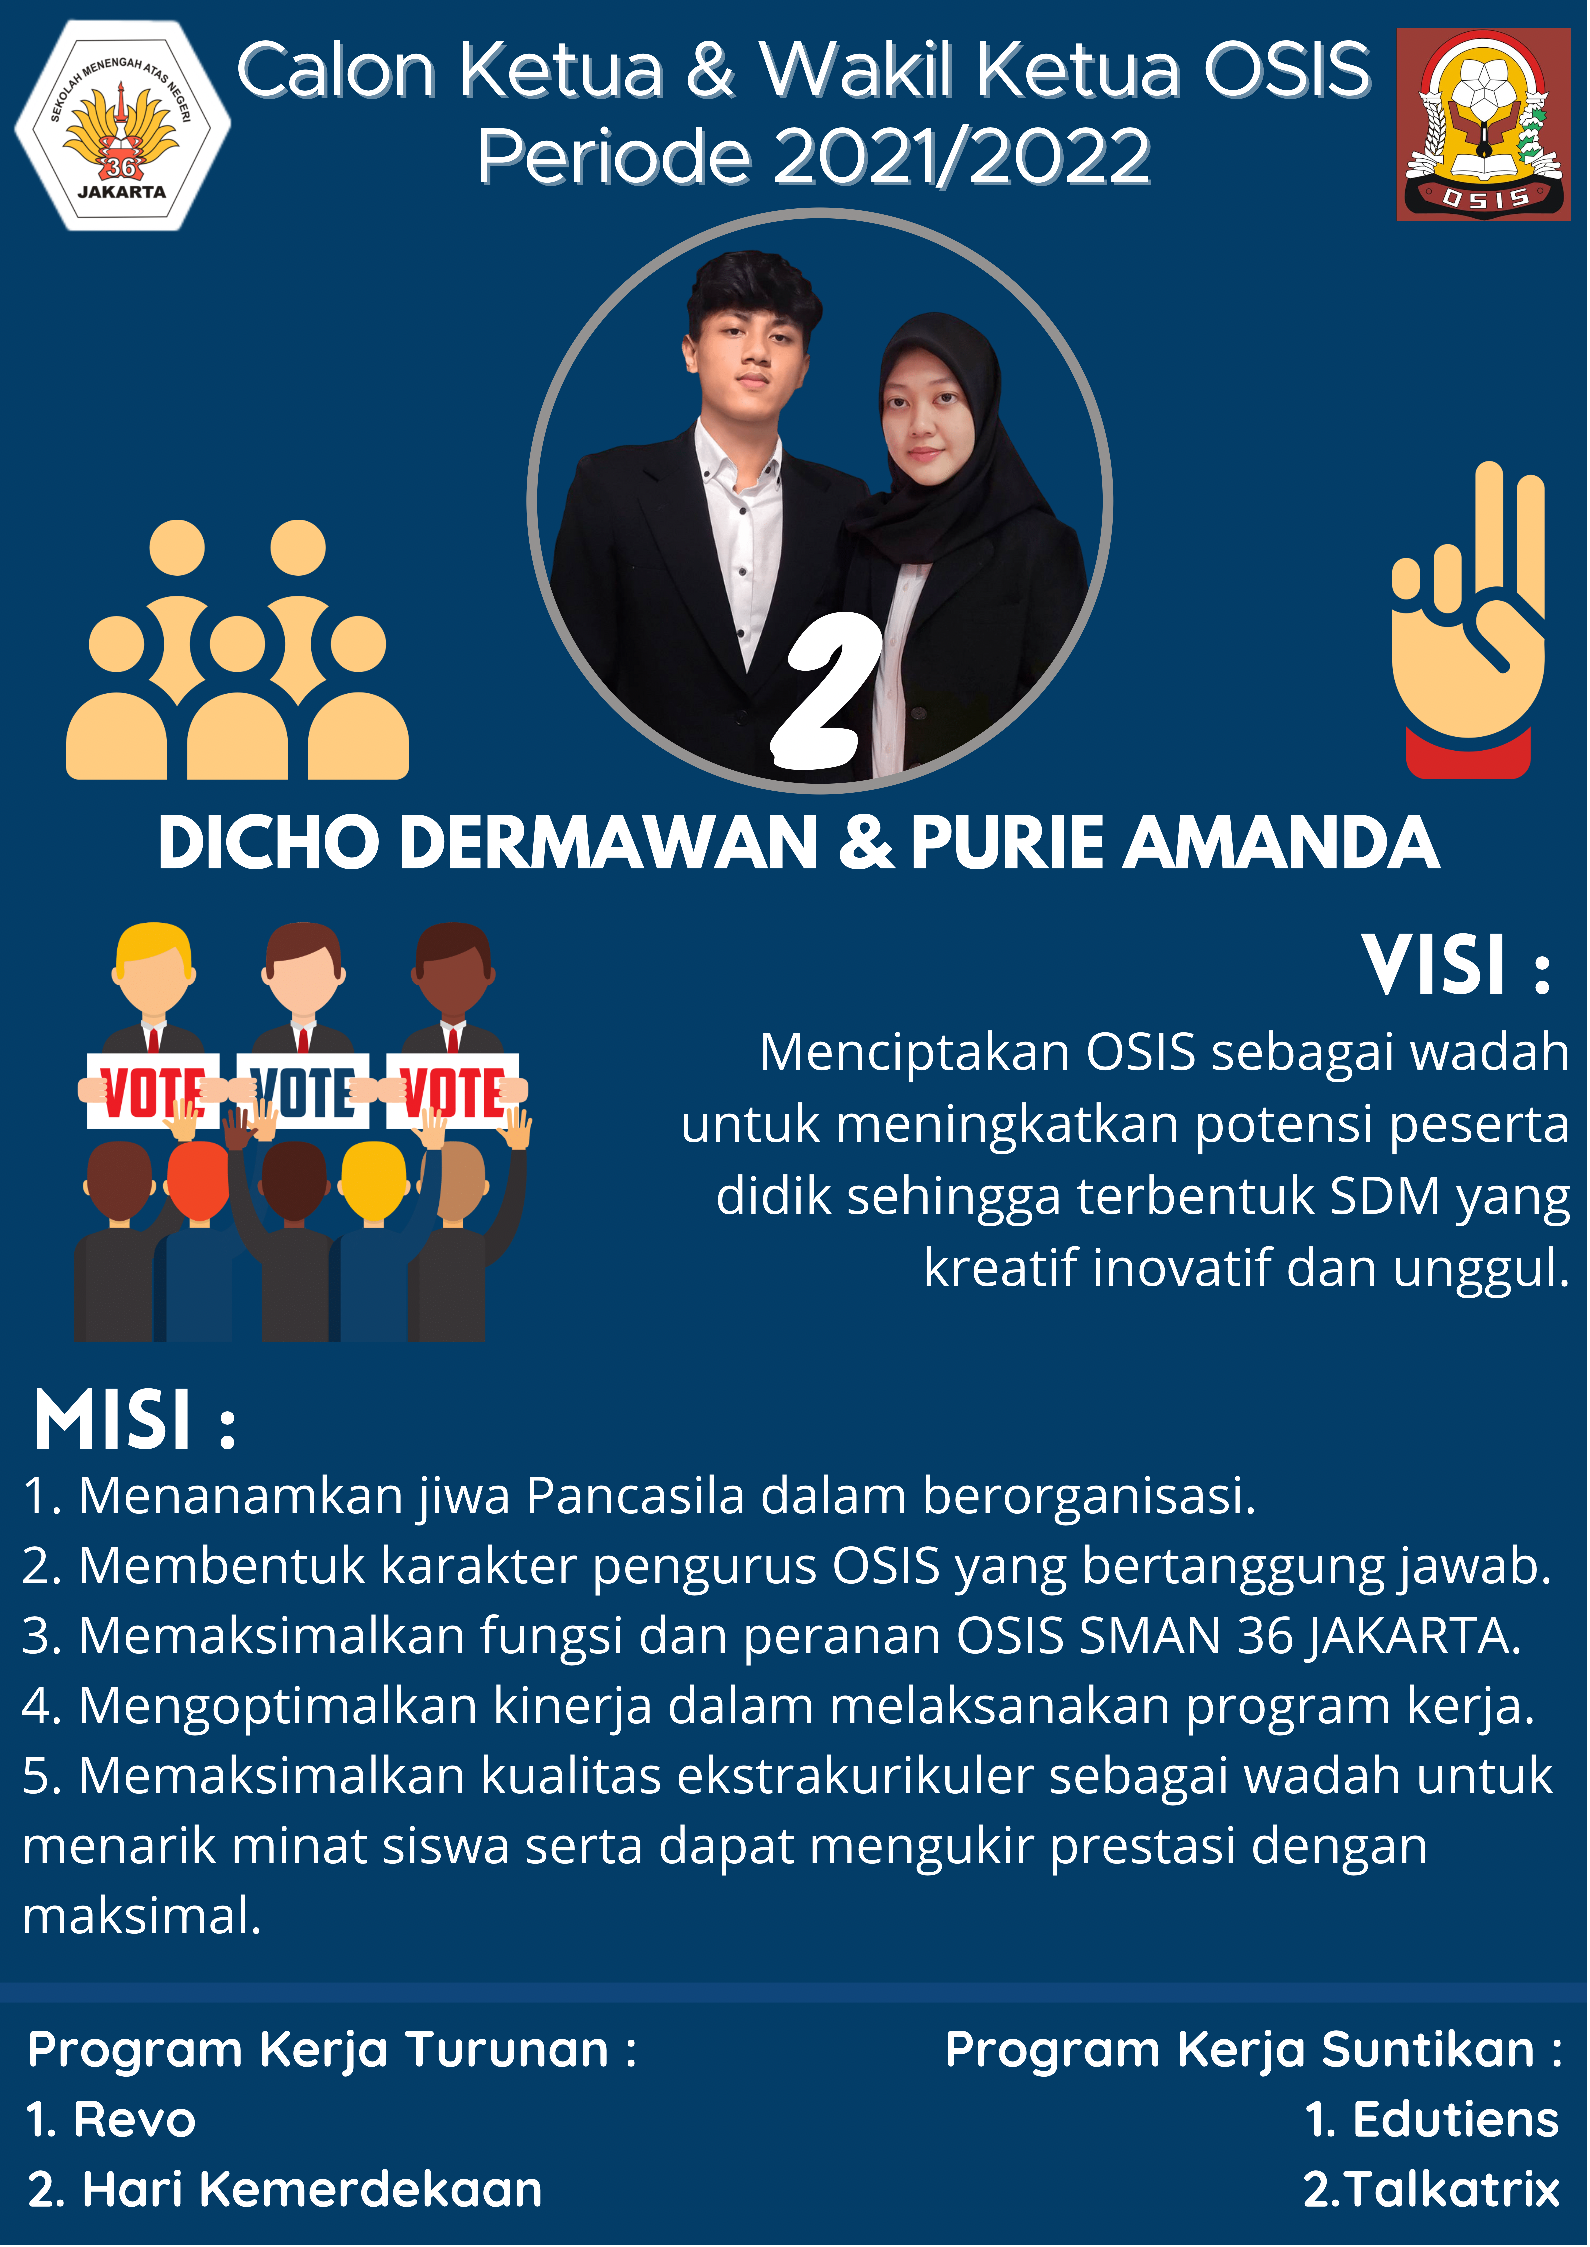 SEKOLAH MENENGAH ATAS NEGERI
36
JAKARTA
Calon Ketua & Wakil Ketua OSIS
Periode 2021/2022
OSIS
2
DICHO DERMAWAN & PURIE AMANDA
VOTE VOTE VOTE
VISI :
Menciptakan OSIS sebagai wadah
untuk meningkatkan potensi peserta
didik sehingga terbentuk SDM yang
kreatif inovatif dan unggul.
MISI :
1. Menanamkan jiwa Pancasila dalam berorganisasi.
2. Membentuk karakter pengurus OSIS yang bertanggung jawab.
3. Memaksimalkan fungsi dan peranan OSIS SMAN 36 JAKARTA.
4. Mengoptimalkan kinerja dalam melaksanakan program kerja.
5. Memaksimalkan kualitas ekstrakurikuler sebagai wadah untuk
menarik minat siswa serta dapat mengukir prestasi dengan
maksimal.
Program Kerja Turunan :
1. Revo
2. Hari Kemerdekaan
Program Kerja Suntikan :
1. Edutiens
2.Talkatrix